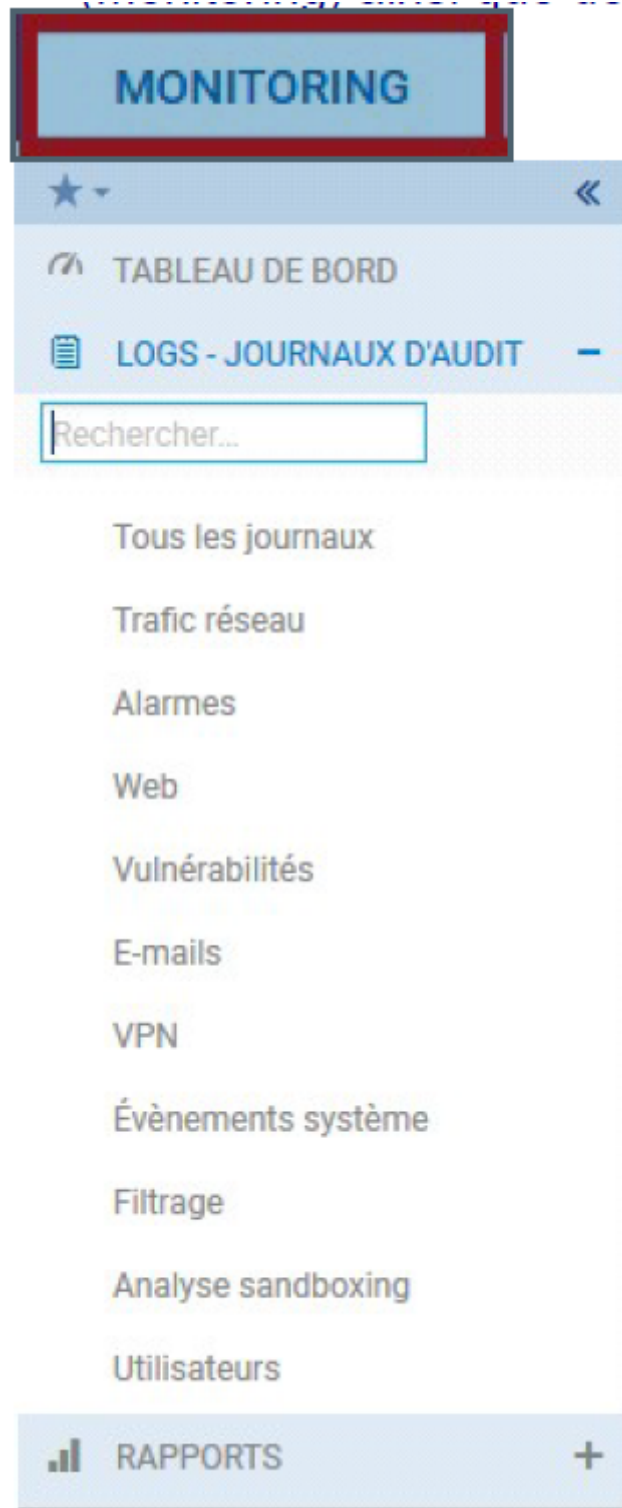 MONITORING
TABLEAU DE BORD
LOGS - JOURNAUX D'AUDIT
Rechercher...
Tous les journaux
Trafic réseau
Alarmes
Web
Vulnérabilités
E-mails
VPN
Évènements système
Filtrage
Analyse sandboxing
Utilisateurs
RAPPORTS